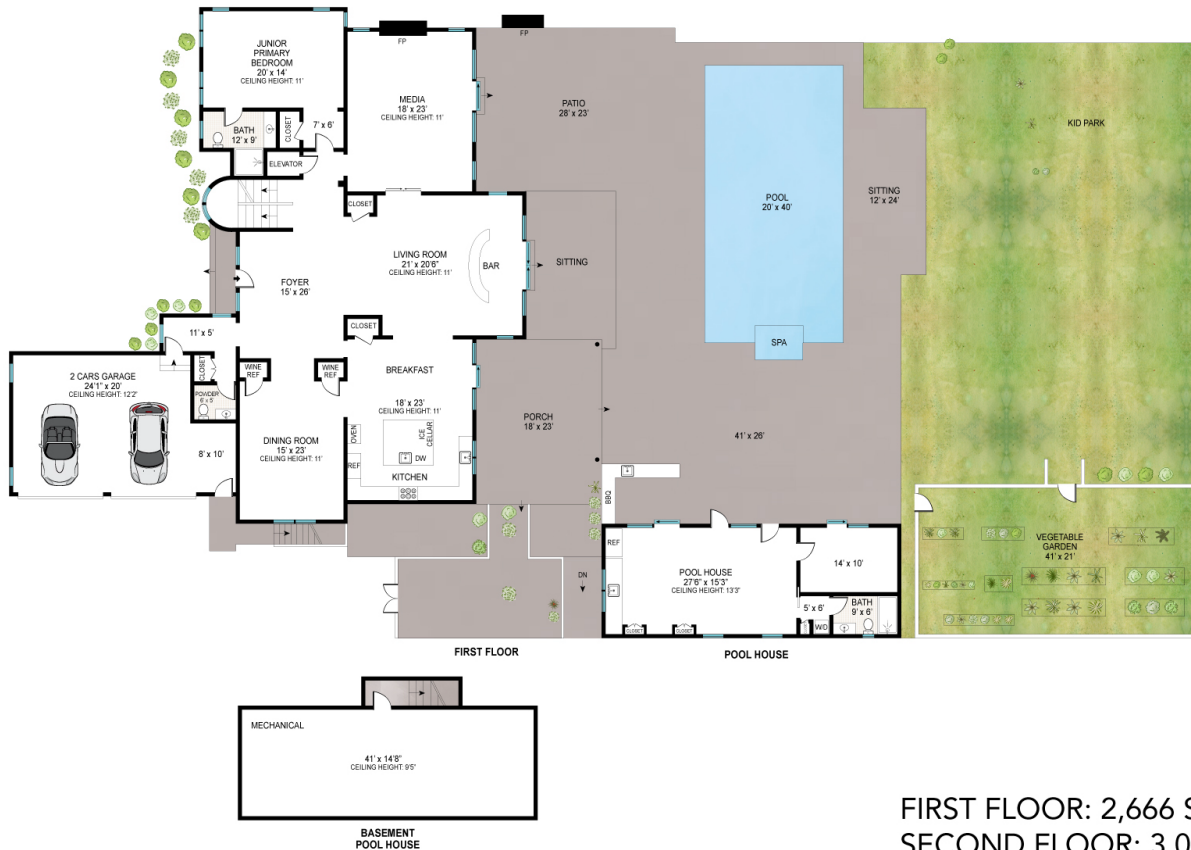 JUNIOR
PRIMARY
BEDROOM
20' x 14'
CEILING HEIGHT: 11'
FP
MEDIA
18' x 23'
CEILING HEIGHT: 11'
FP
PATIO
28' x 23'
KID PARK
BATH
12' x 9'
CLOSET
7' x 6'
ELEVATOR
CLOSET
POOL
20' x 40'
SITTING
12' x 24'
FOYER
15' x 26'
LIVING ROOM
21' x 20'6"
CEILING HEIGHT: 11'
BAR
SITTING
11' x 5'
CLOSET
SPA
2 CARS GARAGE
24'1" x 20'
CEILING HEIGHT: 12'2"
CLOSET
WINE
REF
WINE
REF
BREAKFAST
18' x 23'
CEILING HEIGHT: 11'
POWDER
6' x 5'
PORCH
18' x 23'
8' x 10'
DINING ROOM
15' x 23'
CEILING HEIGHT: 11'
OVEN
ICE
CELLAR
DW
REF
KITCHEN
41' x 26'
BBQ
REF
POOL HOUSE
27'6" x 15'3"
CEILING HEIGHT: 13'3"
14' x 10'
VEGETABLE
GARDEN
41' x 21'
DN
5' x 6'
BATH
9' x 6'
W/D
CLOSET
CLOSET
FIRST FLOOR
POOL HOUSE
MECHANICAL
41' x 14'8"
CEILING HEIGHT: 9'5"
BASEMENT
POOL HOUSE
FIRST FLOOR: 2,666 S
SECOND FLOOR: 3,0